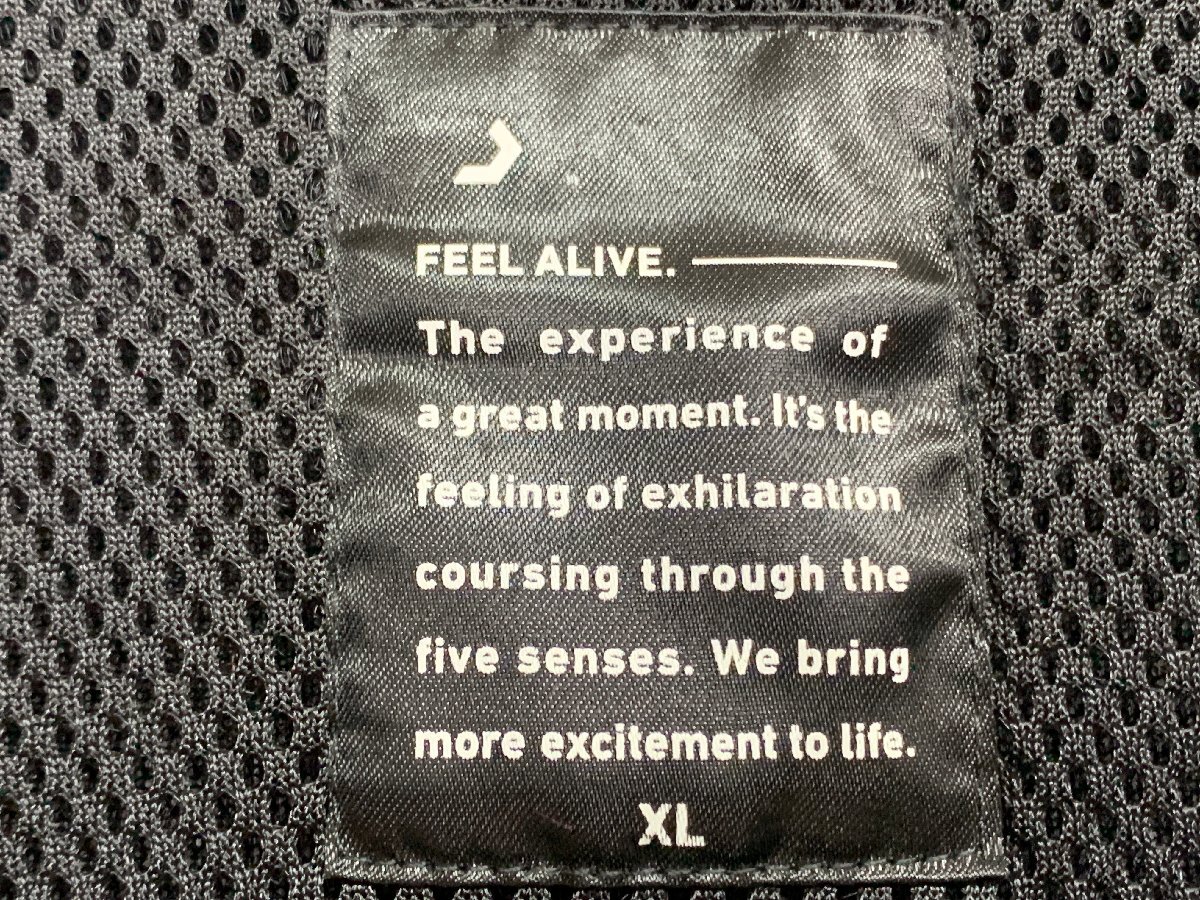 FEEL ALIVE.
The experience of
a great moment. It's the
feeling of exhilaration
coursing through the
five senses. We bring
more excitement to life.
XL